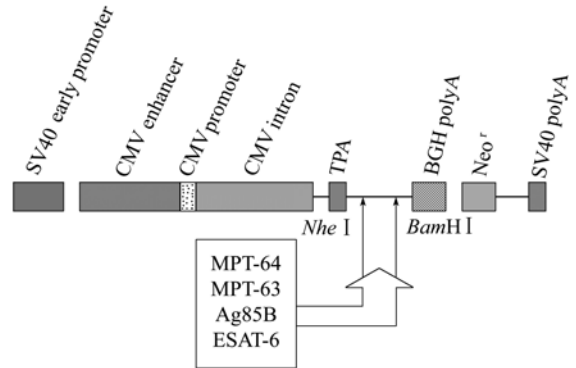 SV40 early promoter
CMV enhancer
CMV promoter
CMV intron
TPA
BGH polyA
Neo r
SV40 polyA
Nhe I
BamH I
MPT-64
MPT-63
Ag85B
ESAT-6